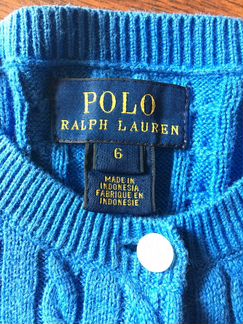 POLO
RALPH LAUREN
6
MADE IN
INDONESIA
FABRIQUE EN
INDONESIE